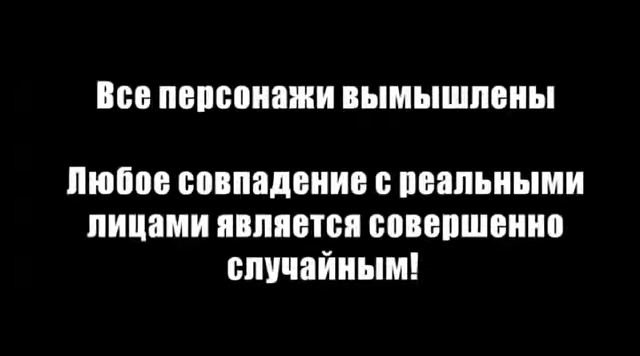 Все персонажи вымышлены
Любое совпадение с реальными
лицами является совершенно
случайным!